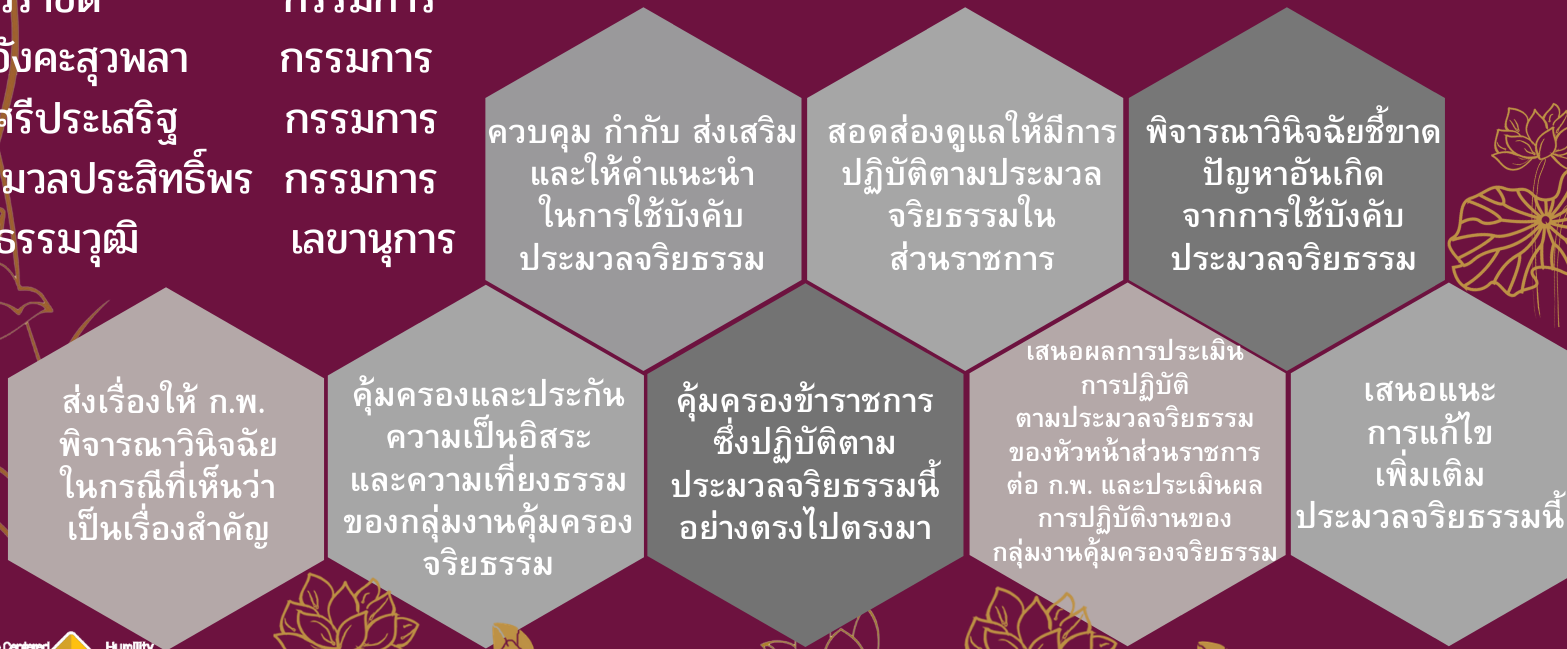 กรรมการ
อังคะสุวพลา กรรมการ
ศรีประเสริฐ กรรมการ
มวลประสิทธิ์พร กรรมการ
ธรรมวุฒิ เลขานุการ
ควบคุม กำกับ ส่งเสริม
และให้คำแนะนำ
ในการใช้บังคับ
ประมวลจริยธรรม
สอดส่องดูแลให้มีการ
ปฏิบัติตามประมวล
จริยธรรมใน
ส่วนราชการ
พิจารณาวินิจฉัยชี้ขาด
ปัญหาอันเกิด
จากการใช้บังคับ
ประมวลจริยธรรม
ส่งเรื่องให้ ก.พ.
พิจารณาวินิจฉัย
ในกรณีที่เห็นว่า
เป็นเรื่องสำคัญ
คุ้มครองและประกัน
ความเป็นอิสระ
และความเที่ยงธรรม
ของกลุ่มงานคุ้มครอง
จริยธรรม
คุ้มครองข้าราชการ
ซึ่งปฏิบัติตาม
ประมวลจริยธรรมนี้
อย่างตรงไปตรงมา
เสนอผลการประเมิน
การปฏิบัติ
ตามประมวลจริยธรรม
ของหัวหน้าส่วนราชการ
ต่อ ก.พ. และประเมินผล
การปฏิบัติงานของ
กลุ่มงานคุ้มครองจริยธรรม
เสนอแนะ
การแก้ไข
เพิ่มเติม
ประมวลจริยธรรมนี้
Centered Humility